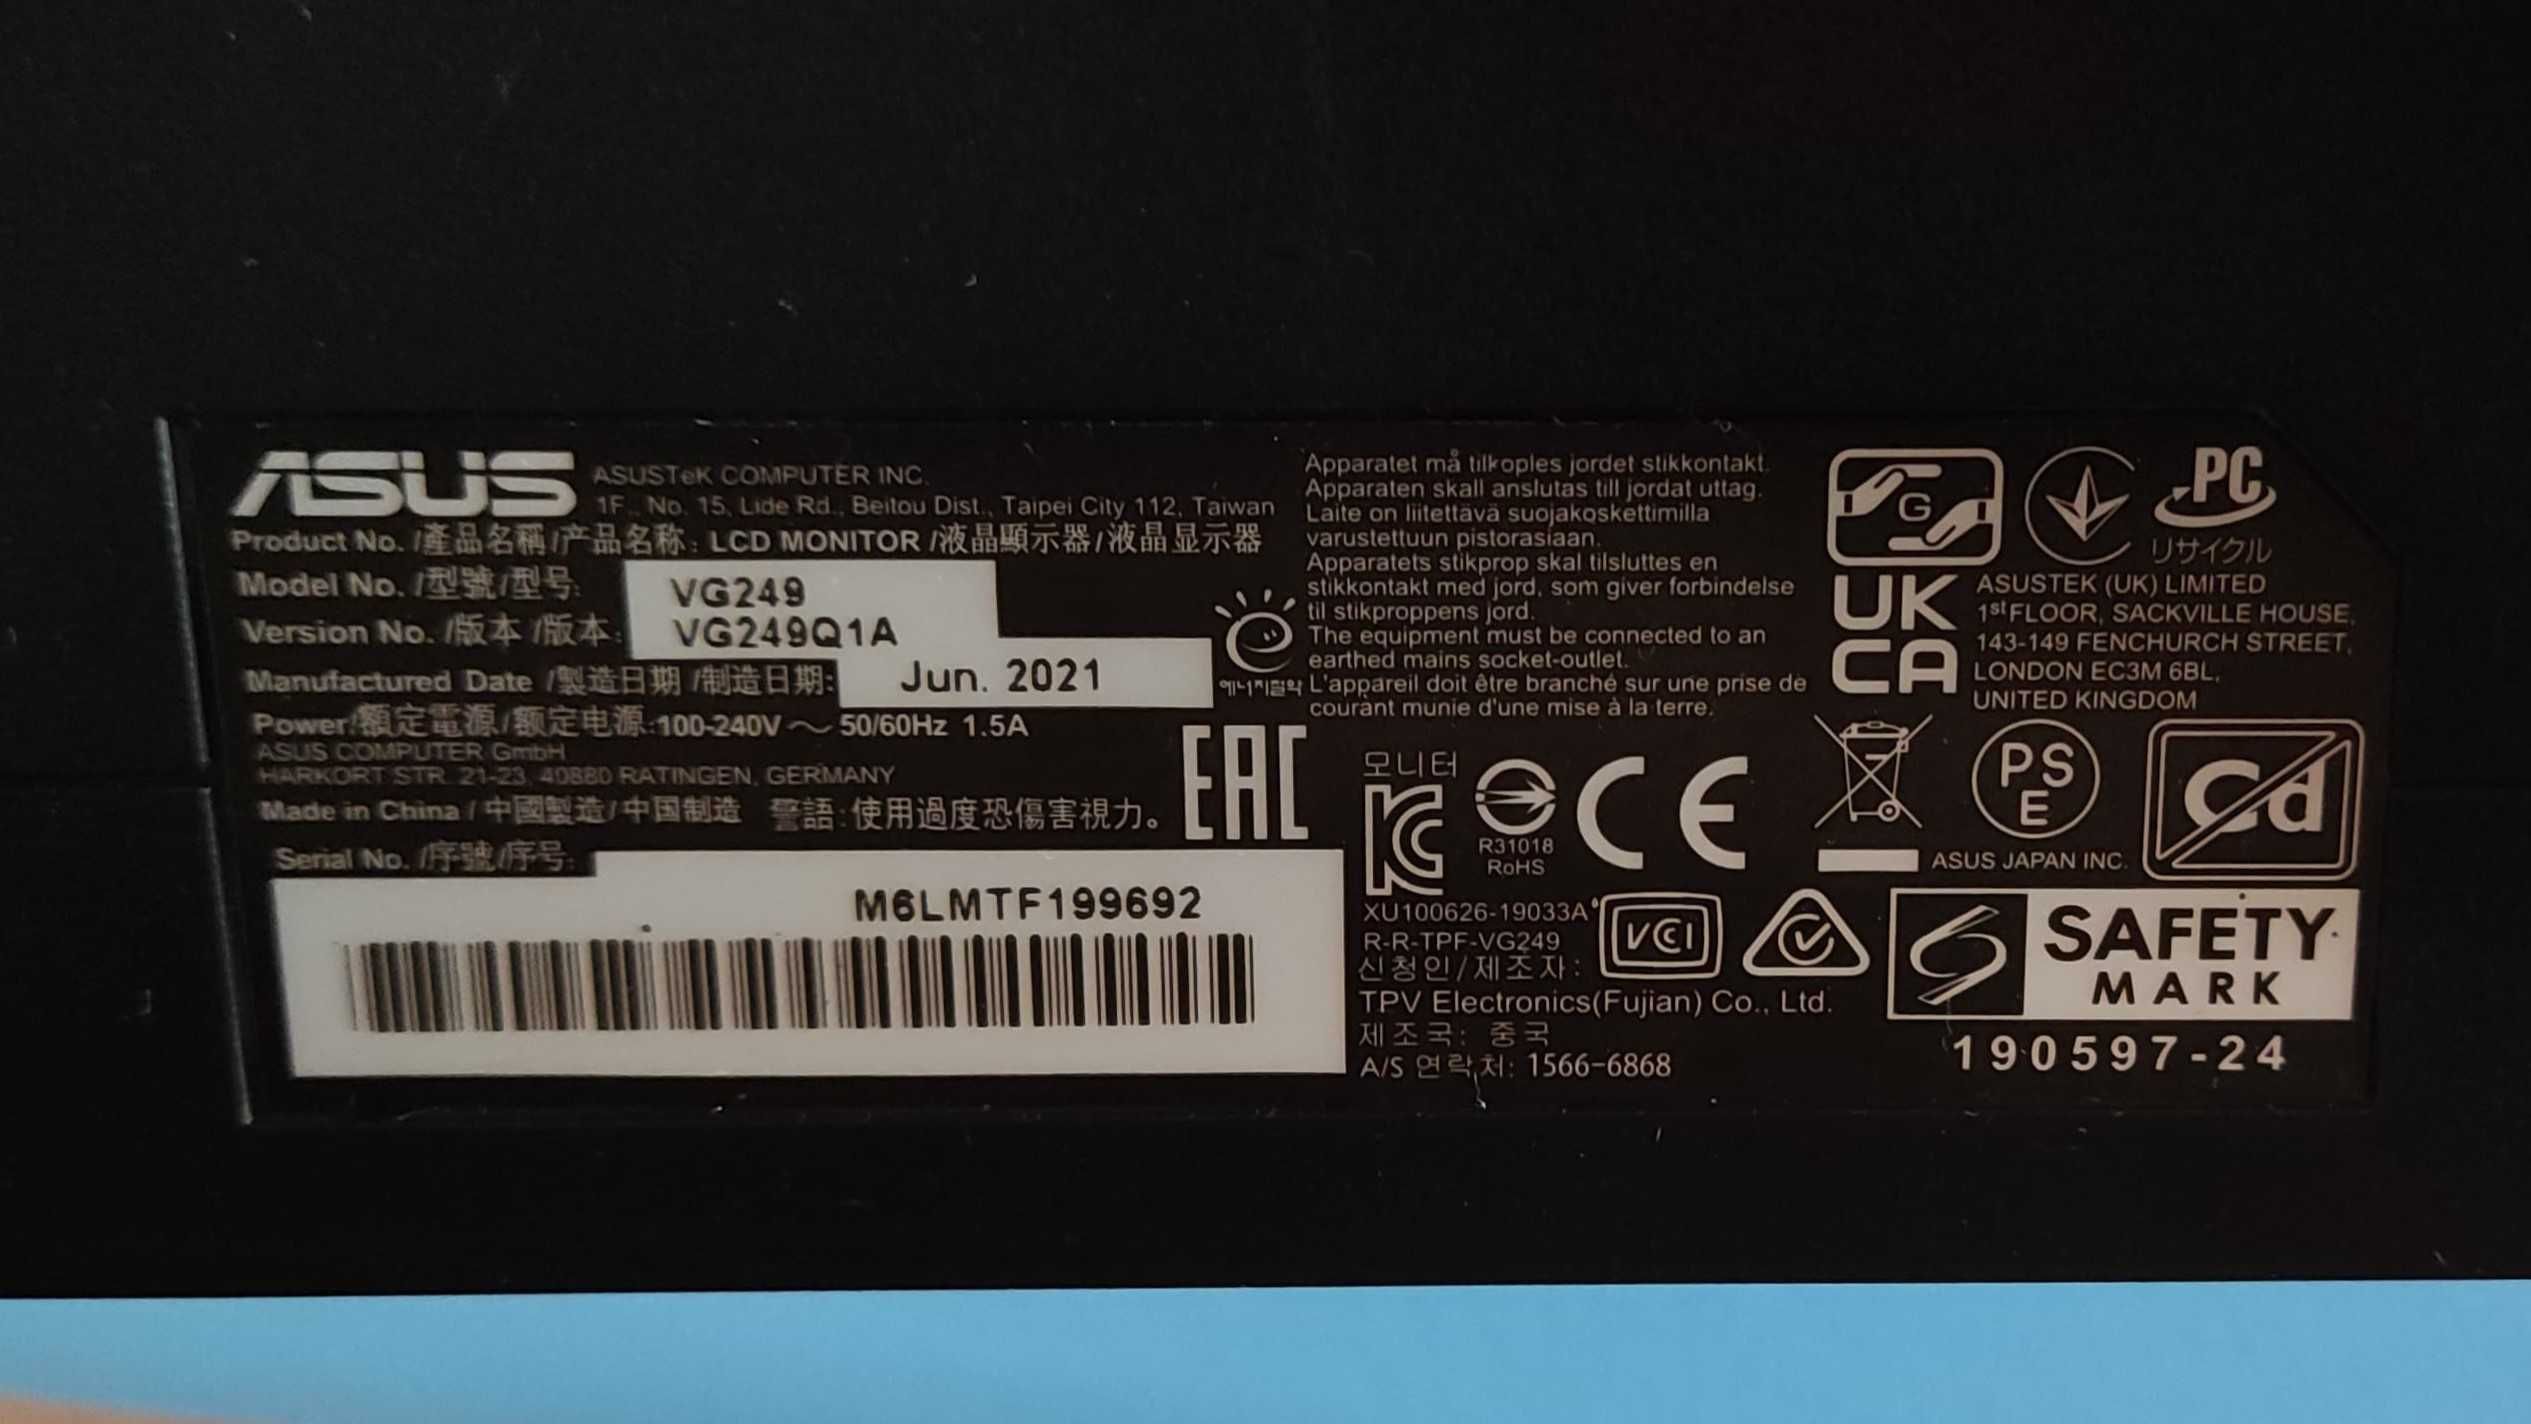 ASUS
ASUSTeK COMPUTER INC.
1F., No. 15, Lide Rd., Beitou Dist., Taipei City 112, Taiwan
Product No. /產品名稱/产品名称: LCD MONITOR /液晶顯示器/液晶显示器
Model No. /型號/型号: VG249
Version No. /版本 /版本: VG249Q1A
Manufactured Date /製造日期 /制造日期: Jun. 2021
Power/額定電源/额定电源:100-240V～ 50/60Hz 1.5A
ASUS COMPUTER GmbH
HARKORT STR. 21-23, 40880 RATINGEN, GERMANY
Made in China / 中國製造/中国制造 警語:使用過度恐傷害視力。
Serial No. /序號/序号:
M6LMTF199692
에너지절약
EAC
Apparatet må tilkoples jordet stikkontakt.
Apparaten skall anslutas till jordat uttag.
Laite on liitettävä suojakoskettimilla
varustettuun pistorasiaan.
Apparatets stikprop skal tilsluttes en
stikkontakt med jord, som giver forbindelse
til stikproppens jord.
The equipment must be connected to an
earthed mains socket-outlet.
L'appareil doit être branché sur une prise de
courant munie d'une mise à la terre.
모니터
R31018
RoHS
CE
XU100626-19033A
R-R-TPF-VG249
신청인/제조자:
TPV Electronics(Fujian) Co., Ltd.
제조국: 중국
A/S 연락처: 1566-6868
VCCI
G
PC
リサイクル
UK
CA
ASUSTEK (UK) LIMITED
1st FLOOR, SACKVILLE HOUSE,
143-149 FENCHURCH STREET,
LONDON EC3M 6BL,
UNITED KINGDOM
PS
E
ASUS JAPAN INC.
Cd
SAFETY
MARK
190597-24